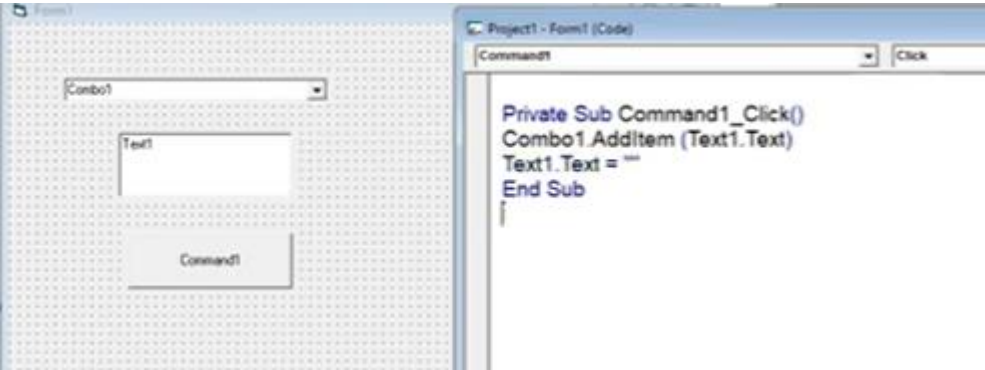 Form1
Project1 - Form1 (Code)
Command1
Click
Combo1
Text1
Command1
Private Sub Command1_Click()
Combo1.AddItem (Text1.Text)
Text1.Text = ""
End Sub